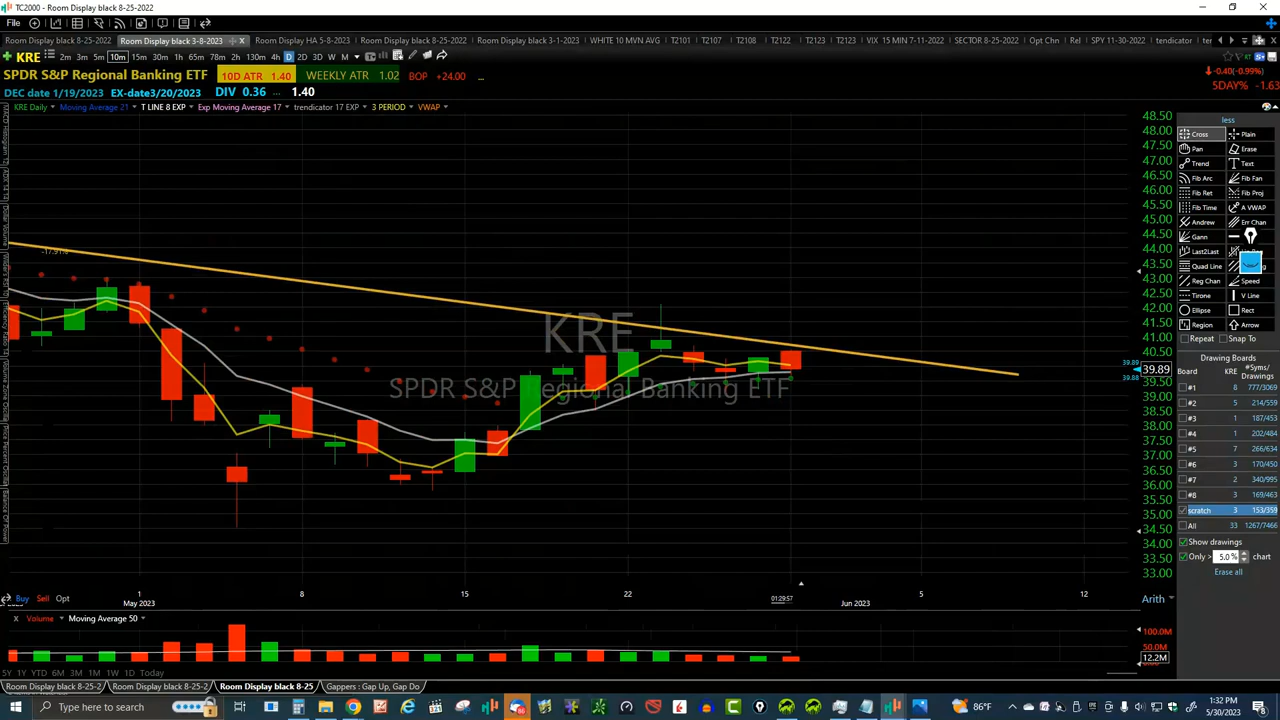 TC2000 - Room Display black 8-25-2022
File
Room Display black 8-25-2022 Room Display black 3-8-2023 Room Display HA 5-8-2023 Room Display black 8-25-2022 Room Display black 3-1-2023 WHITE 10 MVN AVG T2101 T2107 T2108 T2122 T2123 T2123 VIX 15 MIN 7-11-2022 SECTOR 8-25-2022 Opt Chn Rel SPY 11-30-2022 tendicator
KRE 2m 3m 5m 10m 15m 30m 1h 65m 78m 2h 130m 4h D 2D 3D W M
SPDR S&P Regional Banking ETF 10D ATR 1.40 WEEKLY ATR 1.02 BOP +24.00 ...
-0.40(-0.99%)
5DAY% -1.63
DEC date 1/19/2023 EX-date3/20/2023 DIV 0.36 ... 1.40
KRE Daily Moving Average 21 T LINE 8 EXP Exp Moving Average 17 trendicator 17 EXP 3 PERIOD VWAP
48.50
48.00
47.50
47.00
46.50
46.00
45.50
45.00
44.50
44.00
43.50
43.00
42.50
42.00
41.50
41.00
40.50
39.89 39.89
39.88 39.50
39.00
38.50
38.00
37.50
37.00
36.50
36.00
35.50
35.00
34.50
34.00
33.50
33.00
-17.91%
KRE
SPDR S&P Regional Banking ETF
less
Cross Plain
Pan Erase
Trend Text
Fib Arc Fib Fan
Fib Ret Fib Proj
Fib Time A VWAP
Andrew Err Chan
Gann
Last2Last
Quad Line
Reg Chan Speed
Tirone V Line
Ellipse Rect
Region Arrow
Repeat Snap To
Drawing Boards
Board KRE #Syms/
Drawings
#1 8 777/3069
#2 5 214/559
#3 1 187/453
#4 1 202/484
#5 7 266/634
#6 3 170/450
#7 2 340/995
#8 3 169/463
scratch 3 153/359
All 33 1267/7466
Show drawings
Only > 5.0 % chart
Erase all
1 8 15 22 5 12
May 2023 Jun 2023
Buy Sell Opt 01:29:57 Arith
X Volume Moving Average 50
100.0M
50.0M
12.2M
5Y 1Y YTD 6M 3M 1M 1W 1D Today
Room Display black 8-25-2 Room Display black 8-25-2 Room Display black 8-25 Gappers : Gap Up, Gap Do
Type here to search
86°F
1:32 PM
5/30/2023